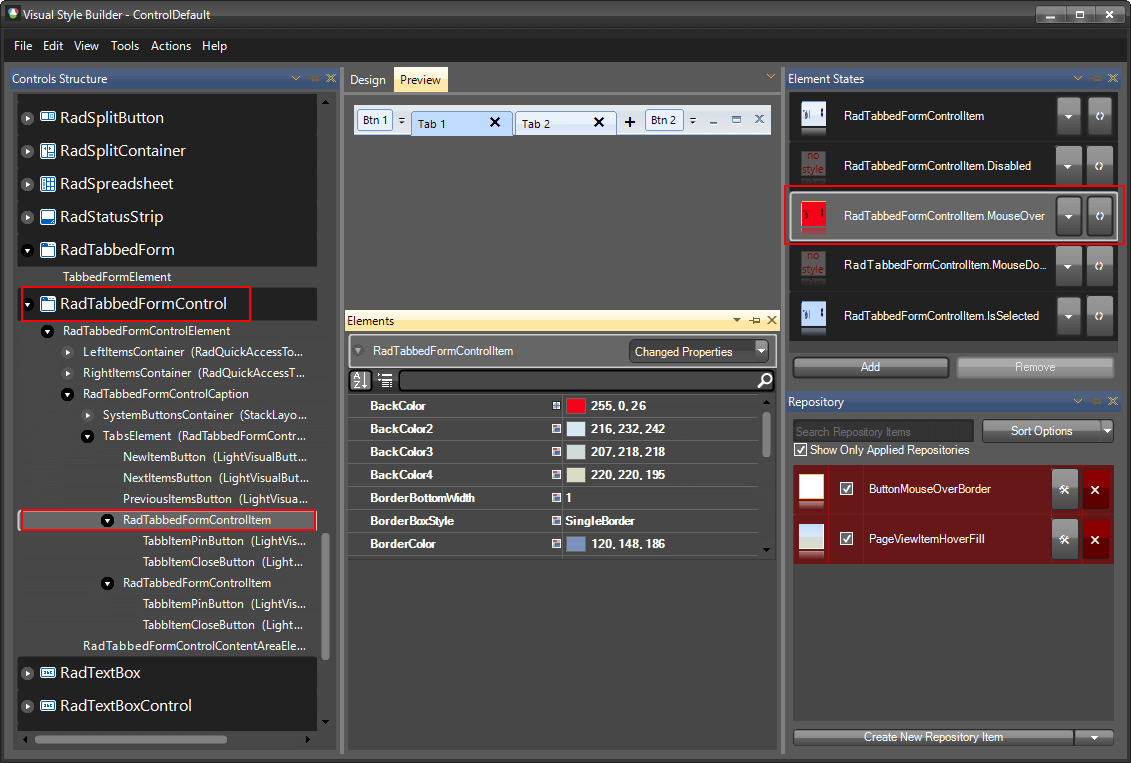 Visual Style Builder - ControlDefault
File Edit View Tools Actions Help
Controls Structure
RadSplitButton
RadSplitContainer
RadSpreadsheet
RadStatusStrip
RadTabbedForm
TabbedFormElement
RadTabbedFormControl
RadTabbedFormControlElement
LeftItemsContainer (RadQuickAccessTo...
RightItemsContainer (RadQuickAccessT...
RadTabbedFormControlCaption
SystemButtonsContainer (StackLayo...
TabsElement (RadTabbedFormContr...
NewItemButton (LightVisualButt...
NextItemsButton (LightVisualBut...
PreviousItemsButton (LightVisua...
RadTabbedFormControlItem
TabbItemPinButton (LightVis...
TabbItemCloseButton (Light...
RadTabbedFormControlItem
TabbItemPinButton (LightVis...
TabbItemCloseButton (Light...
RadTabbedFormControlContentAreaEle...
RadTextBox
RadTextBoxControl
Design Preview
Btn 1 Tab 1 Tab 2 Btn 2
Elements
RadTabbedFormControlItem Changed Properties
A Z
BackColor 255, 0, 26
BackColor2 216, 232, 242
BackColor3 207, 218, 218
BackColor4 220, 220, 195
BorderBottomWidth 1
BorderBoxStyle SingleBorder
BorderColor 120, 148, 186
Element States
RadTabbedFormControlItem
no style RadTabbedFormControlItem.Disabled
RadTabbedFormControlItem.MouseOver
no style RadTabbedFormControlItem.MouseDo...
RadTabbedFormControlItem.IsSelected
Add Remove
Repository
Search Repository Items Sort Options
Show Only Applied Repositories
ButtonMouseOverBorder
PageViewItemHoverFill
Create New Repository Item